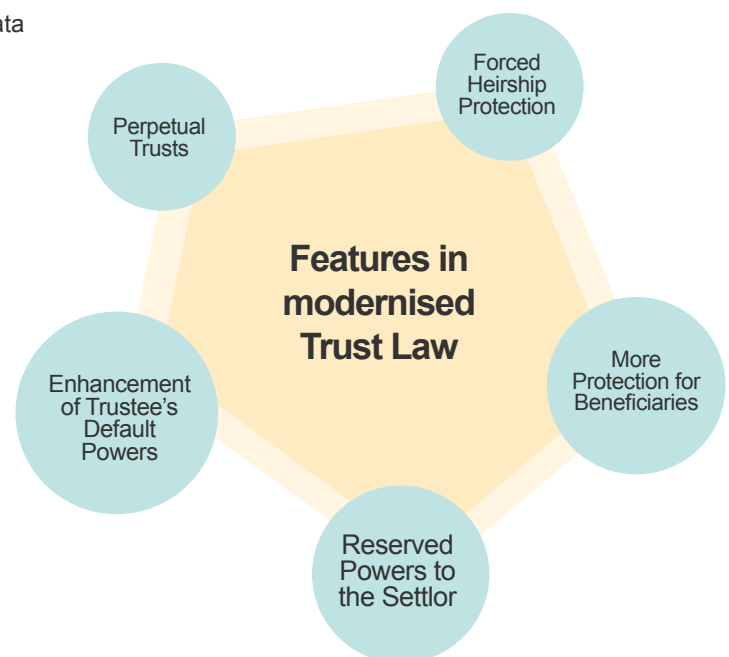 ata
Forced
Heirship
Protection
Perpetual
Trusts
Features in
modernised
Trust Law
More
Protection for
Beneficiaries
Enhancement
of Trustee’s
Default
Powers
Reserved
Powers to
the Settlor